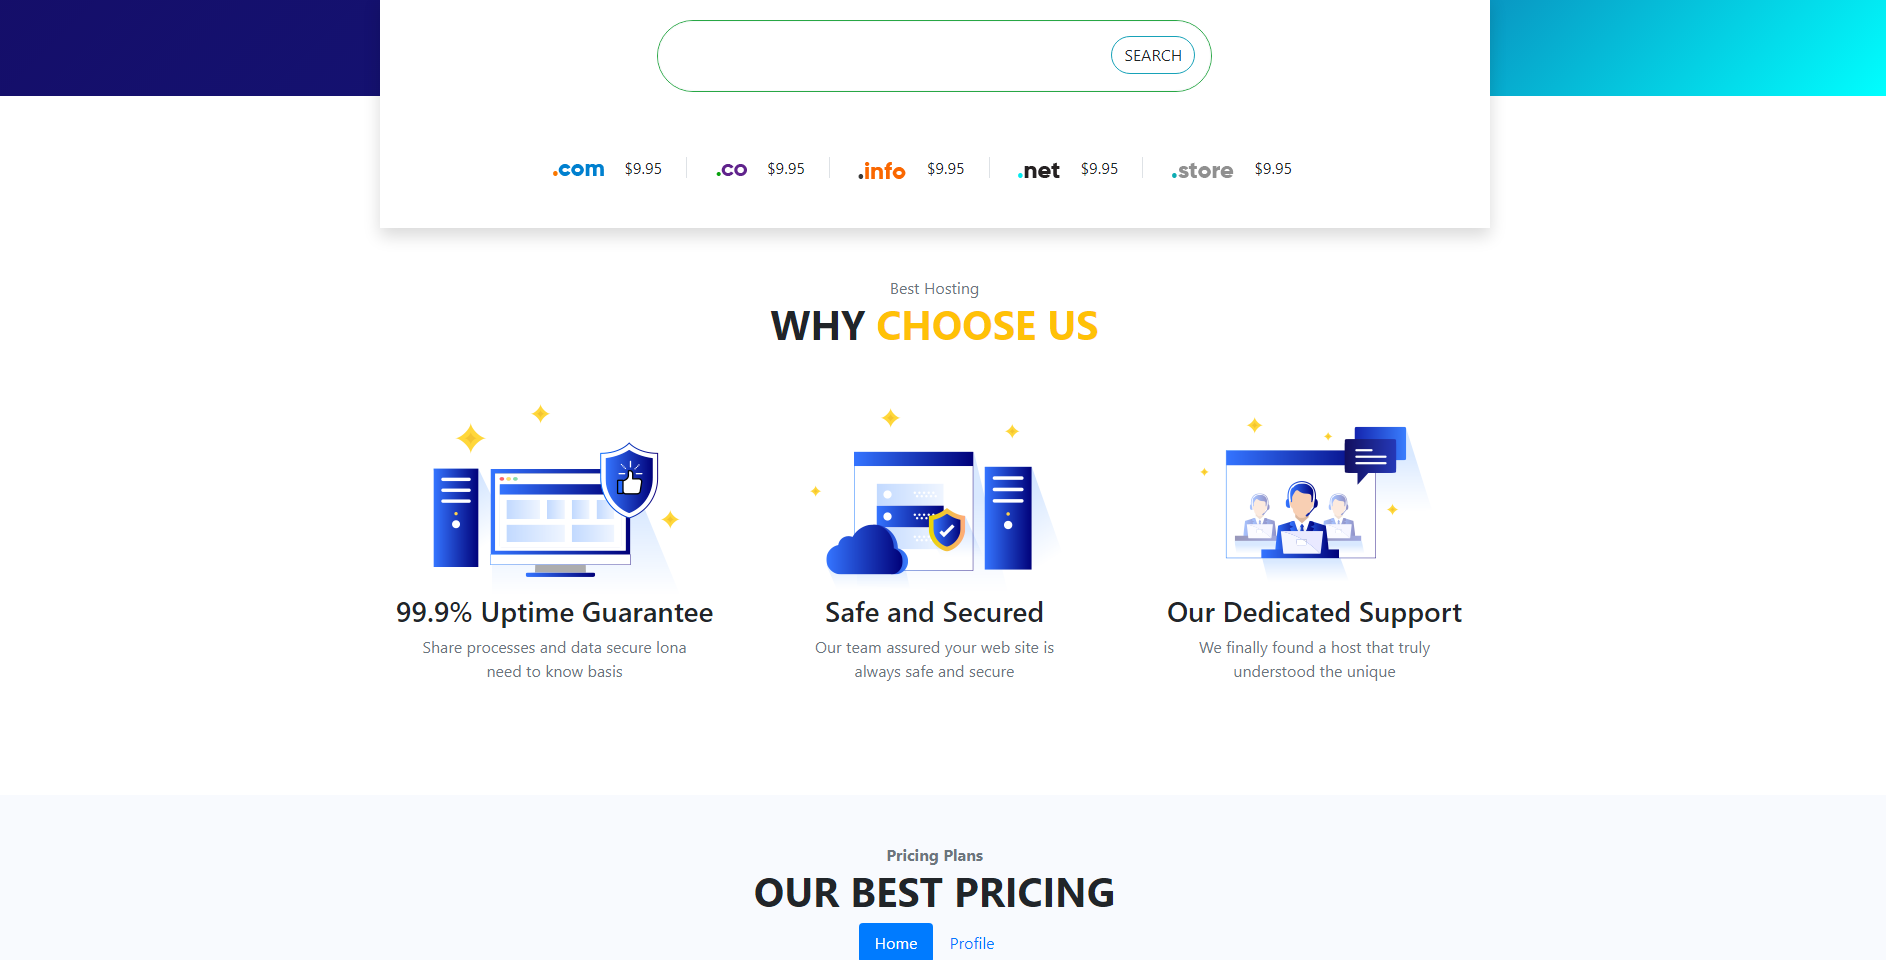 SEARCH
.com $9.95 .co $9.95 .info $9.95 .net $9.95 .store $9.95
Best Hosting
WHY CHOOSE US
99.9% Uptime Guarantee
Share processes and data secure lona
need to know basis
Safe and Secured
Our team assured your web site is
always safe and secure
Our Dedicated Support
We finally found a host that truly
understood the unique
Pricing Plans
OUR BEST PRICING
Home Profile